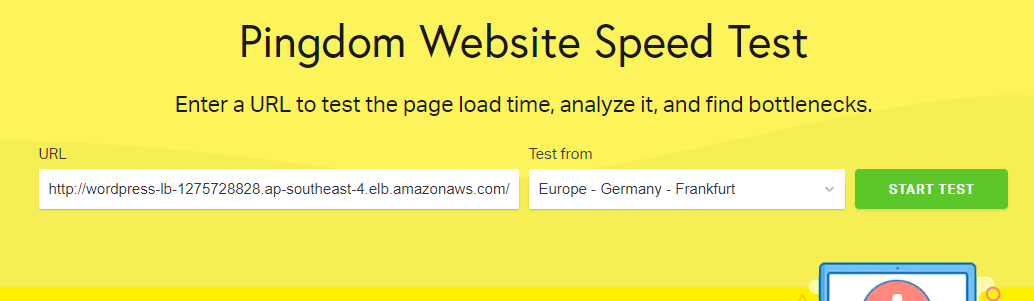 Pingdom Website Speed Test
Enter a URL to test the page load time, analyze it, and find bottlenecks.
URL
Test from
http://wordpress-lb-1275728828.ap-southeast-4.elb.amazonaws.com/
Europe - Germany - Frankfurt
START TEST